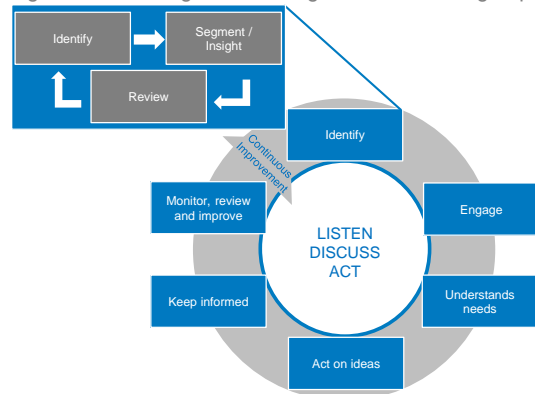 Identify
Segment /
Insight
Review
Continuous
Improvement
Identify
Engage
Understands
needs
Act on ideas
Keep informed
Monitor, review
and improve
LISTEN
DISCUSS
ACT